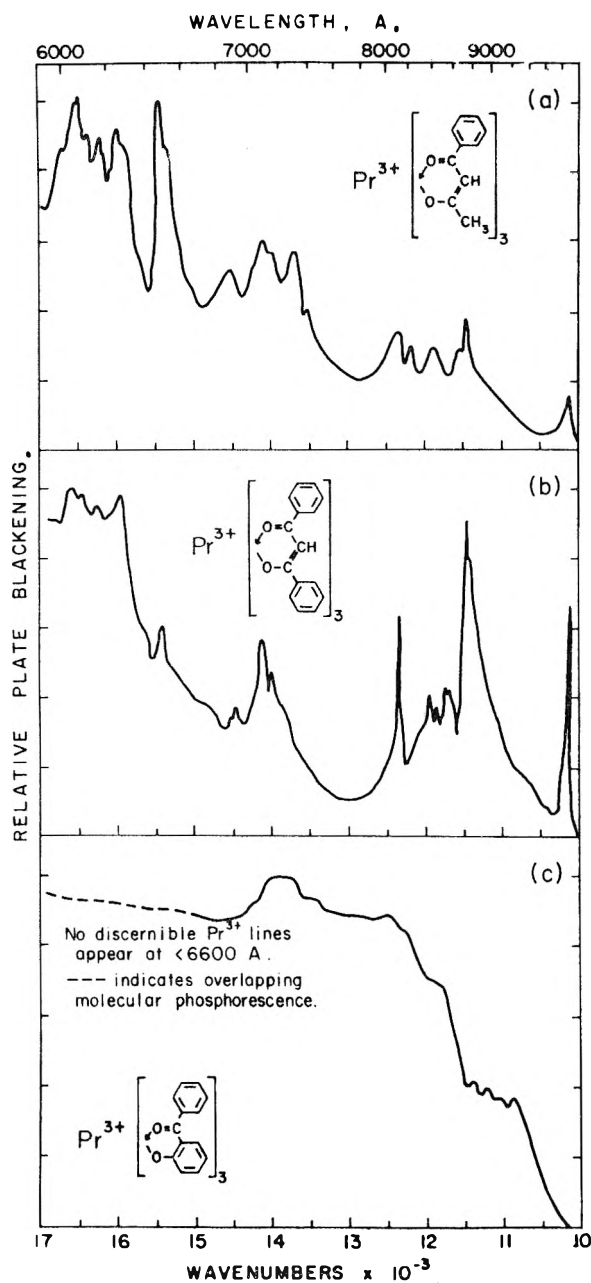 WAVELENGTH, A.
6000 7000 8000 9000
(a)
Pr3+ [ O=C CH O-C CH3 ]3
(b)
Pr3+ [ O=C CH O-C ]3
RELATIVE PLATE BLACKENING.
(c)
No discernible Pr3+ lines
appear at <6600 A.
--- indicates overlapping
molecular phosphorescence.
Pr3+ [ O=C O ]3
17 16 15 14 13 12 11 10
WAVENUMBERS x 10-3